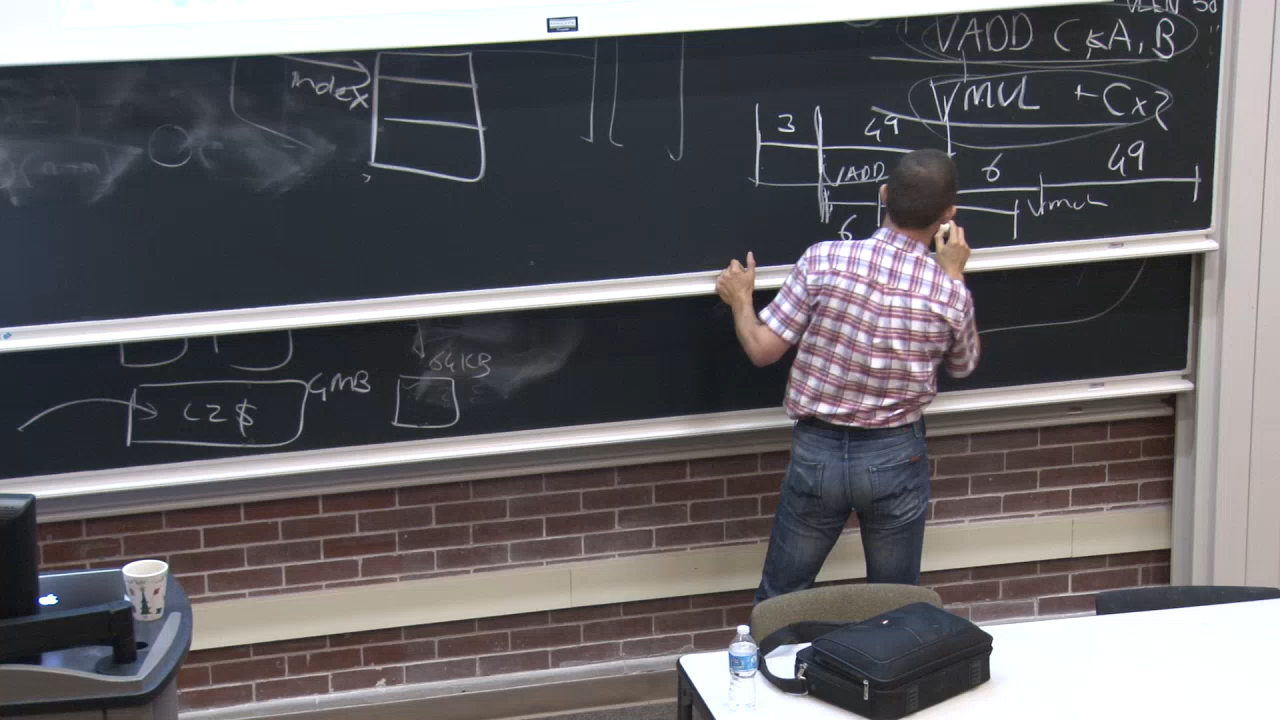 VLEN 50
VADD C ← A, B
VMUL ← C x 2
3
49
VADD
6
49
6
VMUL
Index
(n-m)
64KB
4MB
L2$